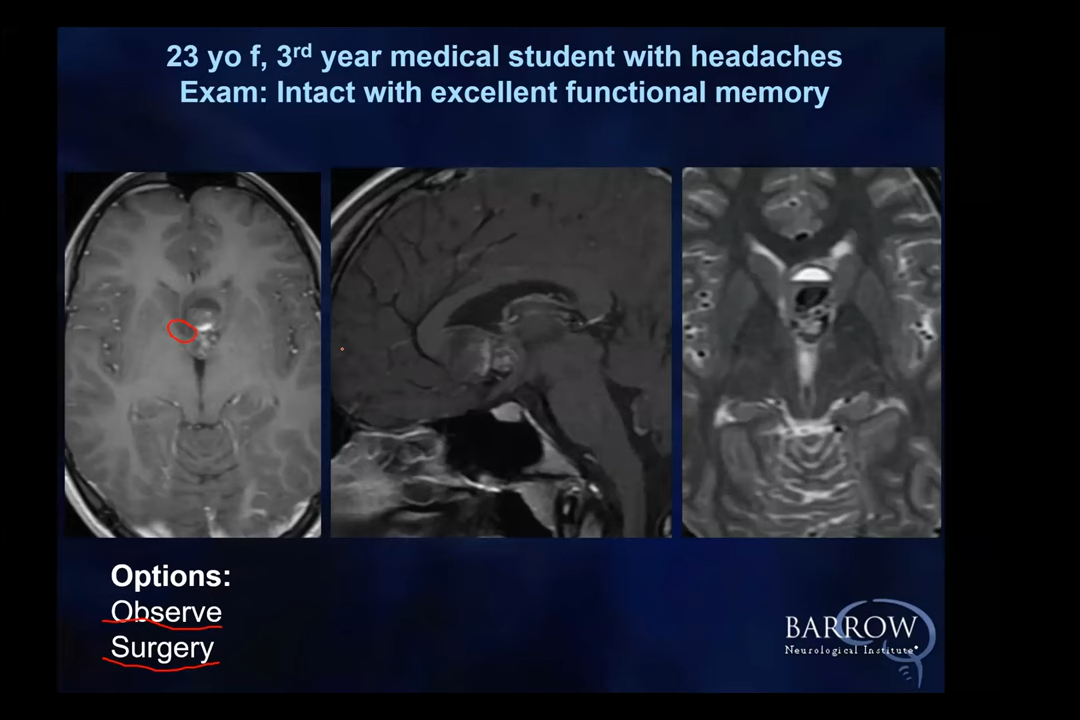 23 yo f, 3rd year medical student with headaches
Exam: Intact with excellent functional memory
Options:
Observe
Surgery
BARROW
Neurological Institute®